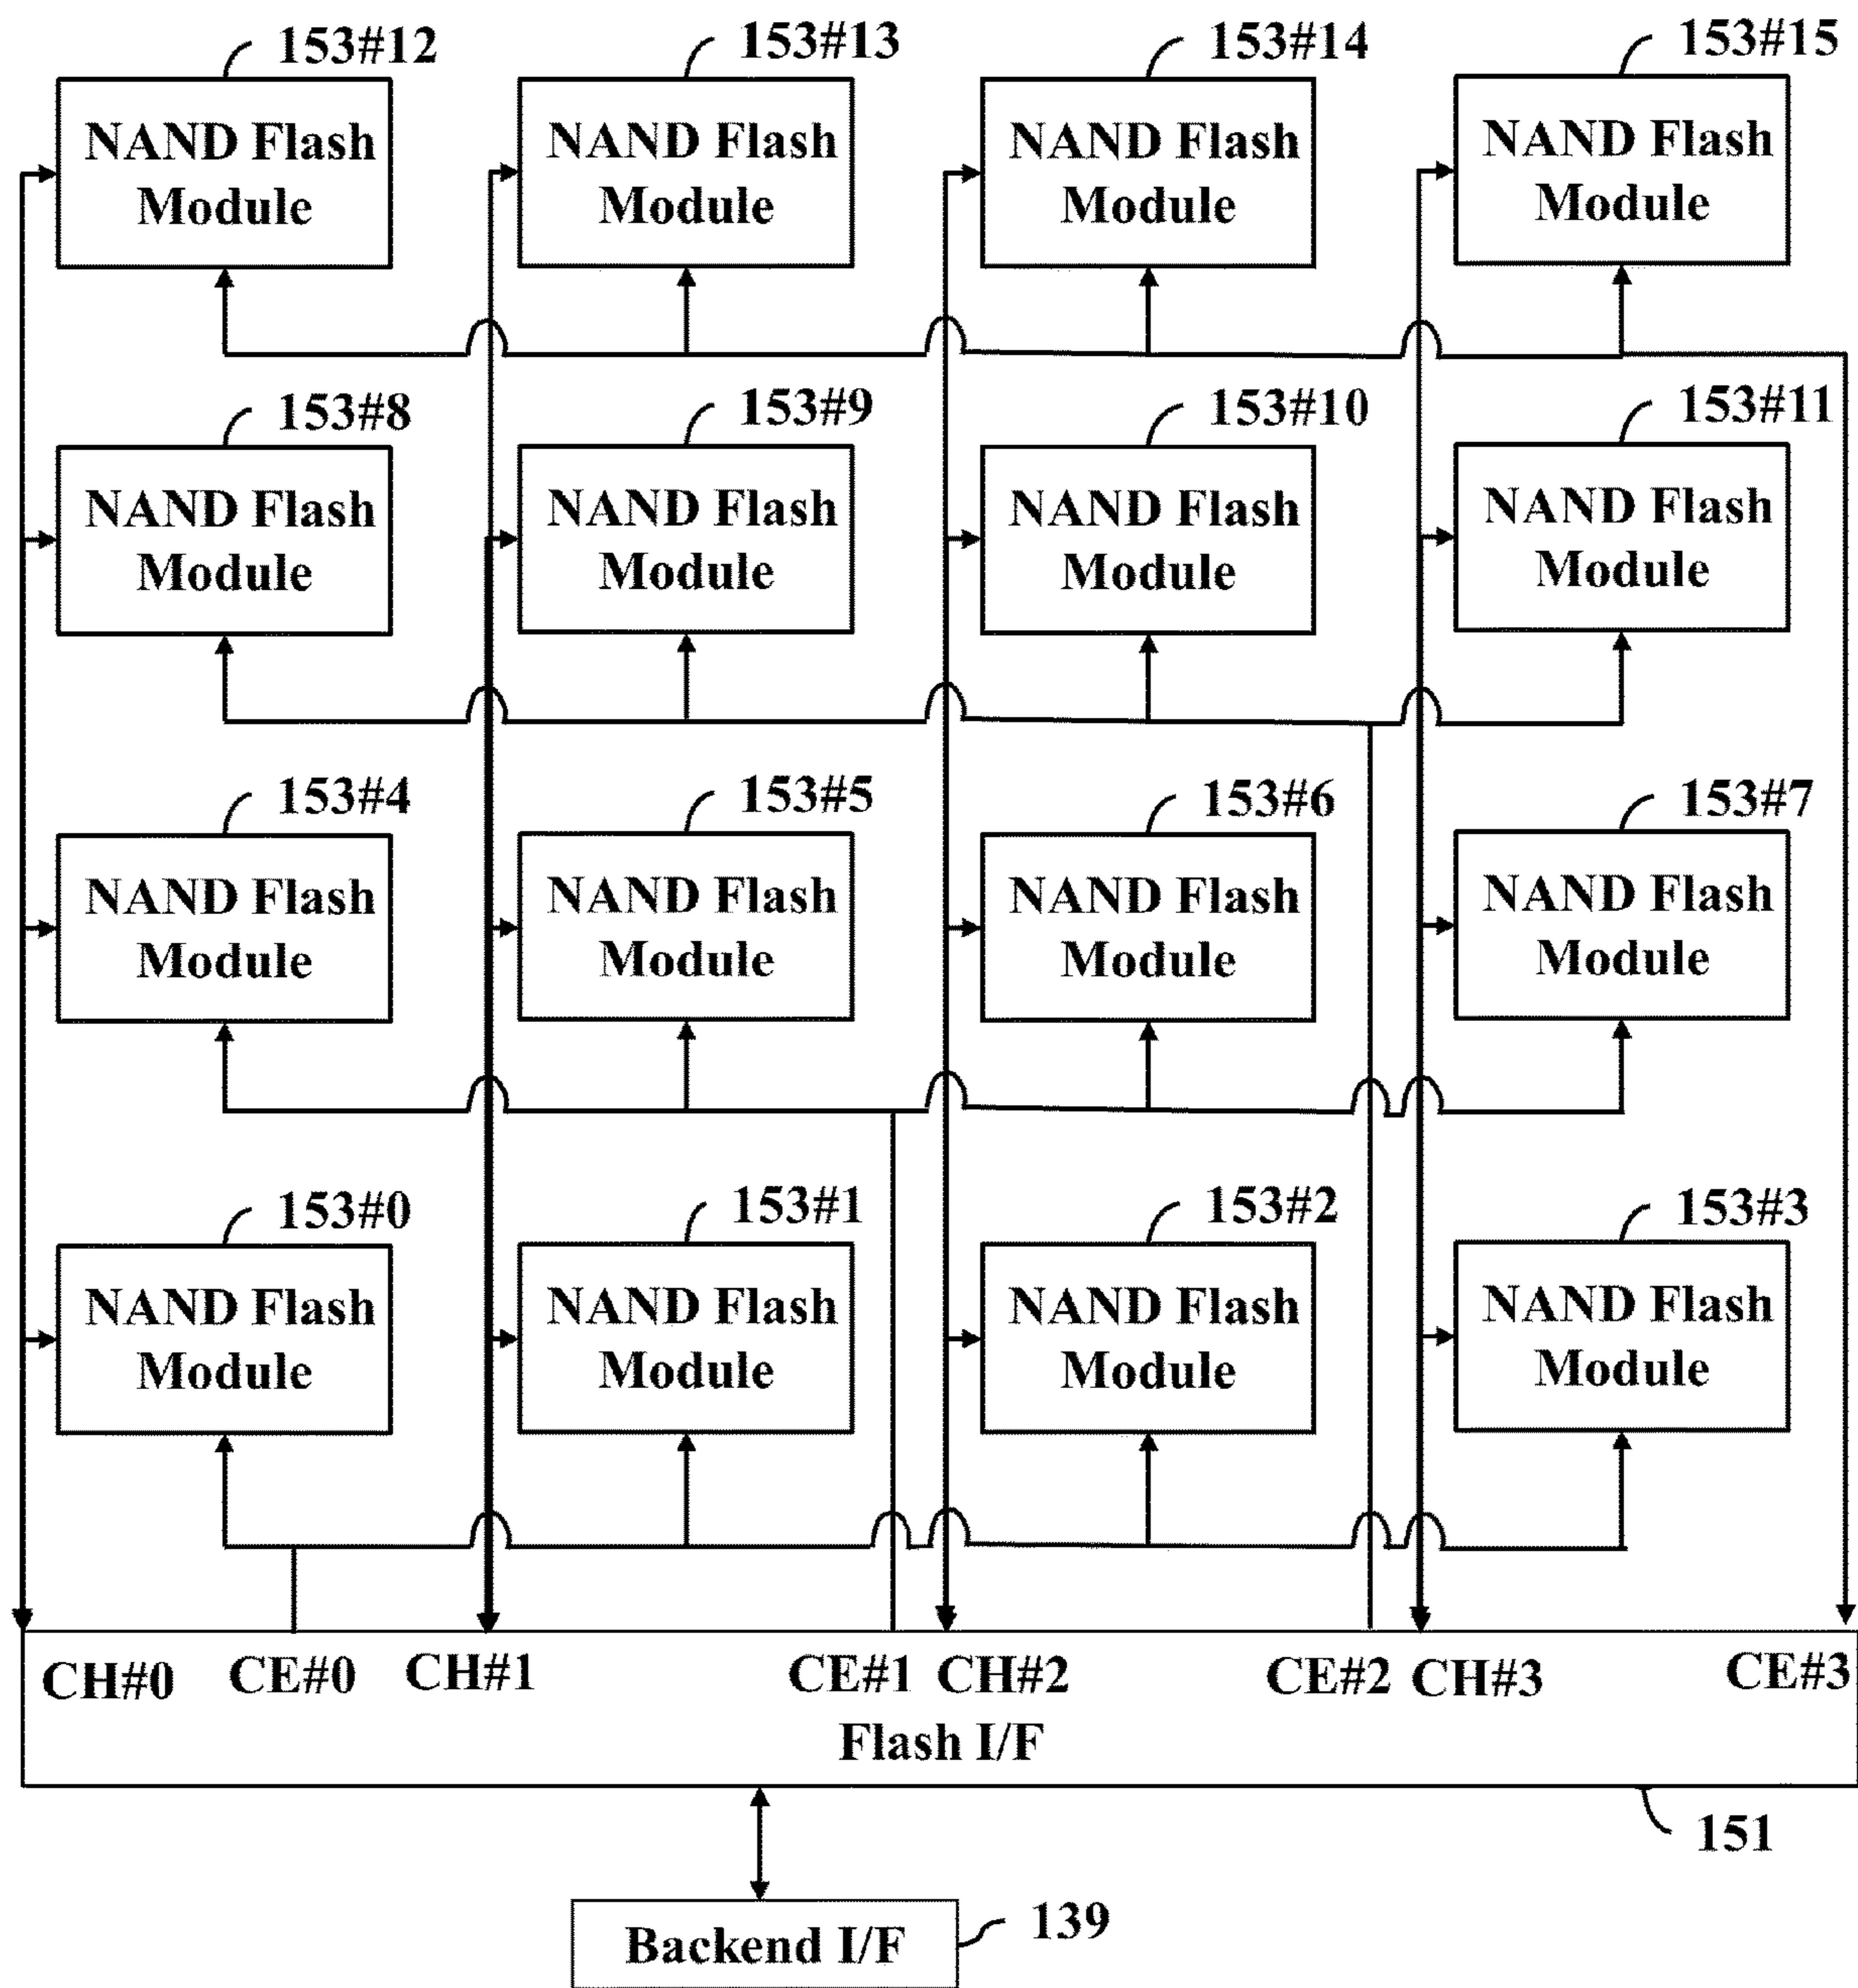 153#12
153#13
153#14
153#15
NAND Flash
Module
NAND Flash
Module
NAND Flash
Module
NAND Flash
Module
153#8
153#9
153#10
153#11
NAND Flash
Module
NAND Flash
Module
NAND Flash
Module
NAND Flash
Module
153#4
153#5
153#6
153#7
NAND Flash
Module
NAND Flash
Module
NAND Flash
Module
NAND Flash
Module
153#0
153#1
153#2
153#3
NAND Flash
Module
NAND Flash
Module
NAND Flash
Module
NAND Flash
Module
CH#0
CE#0
CH#1
CE#1
CH#2
CE#2
CH#3
CE#3
Flash I/F
151
Backend I/F
139